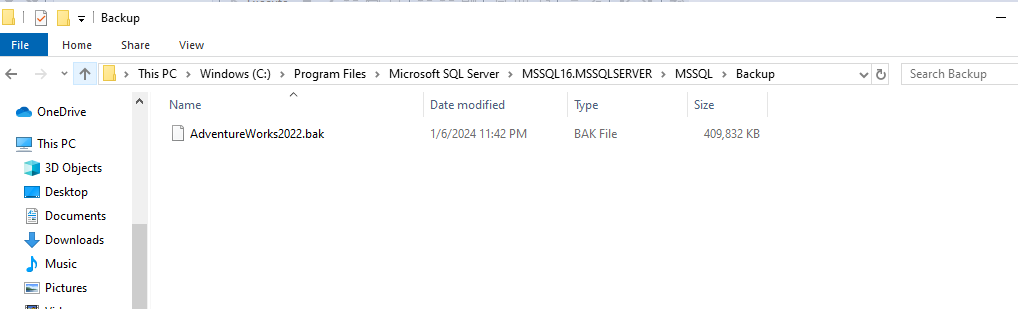 Backup
File Home Share View
This PC Windows (C:) Program Files Microsoft SQL Server MSSQL16.MSSQLSERVER MSSQL Backup Search Backup
OneDrive
This PC
3D Objects
Desktop
Documents
Downloads
Music
Pictures
Name Date modified Type Size
AdventureWorks2022.bak 1/6/2024 11:42 PM BAK File 409,832 KB